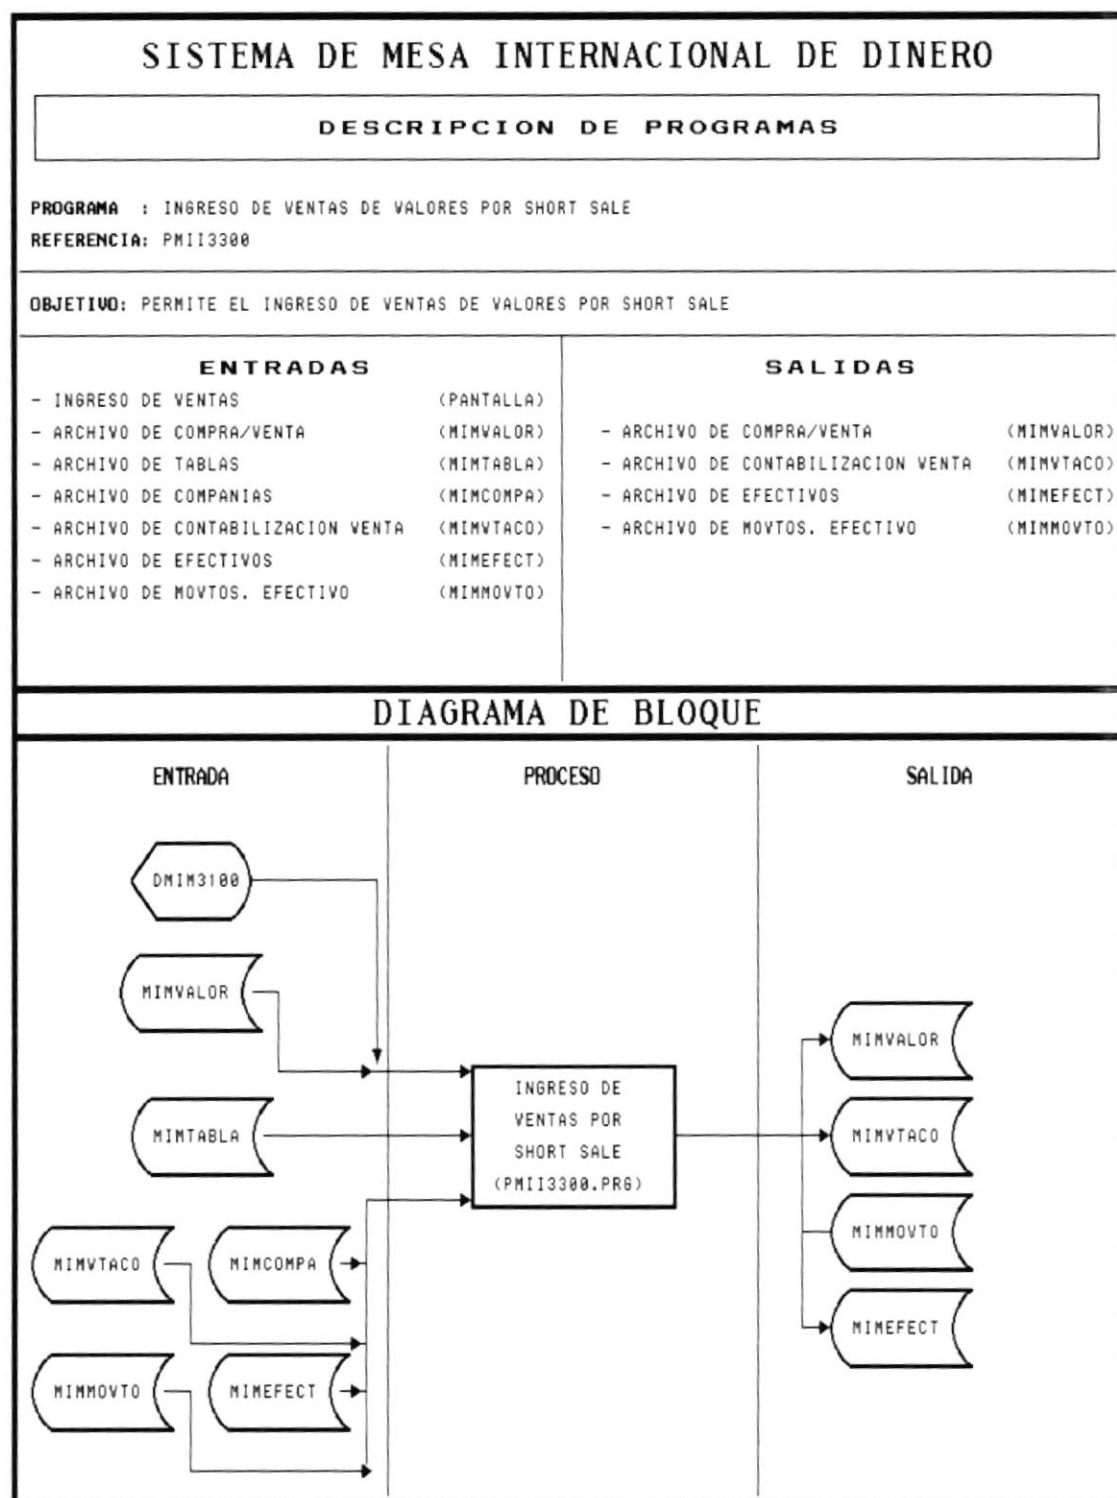 SISTEMA DE MESA INTERNACIONAL DE DINERO
DESCRIPCION DE PROGRAMAS
PROGRAMA : INGRESO DE VENTAS DE VALORES POR SHORT SALE
REFERENCIA: PMII3300
OBJETIVO: PERMITE EL INGRESO DE VENTAS DE VALORES POR SHORT SALE
ENTRADAS
- INGRESO DE VENTAS (PANTALLA)
- ARCHIVO DE COMPRA/VENTA (MIMVALOR)
- ARCHIVO DE TABLAS (MIMTABLA)
- ARCHIVO DE COMPANIAS (MIMCOMPA)
- ARCHIVO DE CONTABILIZACION VENTA (MIMVTACO)
- ARCHIVO DE EFECTIVOS (MIMEFECT)
- ARCHIVO DE MOVTOS. EFECTIVO (MIMMOVTO)
SALIDAS
- ARCHIVO DE COMPRA/VENTA (MIMVALOR)
- ARCHIVO DE CONTABILIZACION VENTA (MIMVTACO)
- ARCHIVO DE EFECTIVOS (MIMEFECT)
- ARCHIVO DE MOVTOS. EFECTIVO (MIMMOVTO)
DIAGRAMA DE BLOQUE
ENTRADA
PROCESO
SALIDA
DMIM3100
MIMVALOR
MIMTABLA
MIMVTACO
MIMCOMPA
MIMMOVTO
MIMEFECT
INGRESO DE
VENTAS POR
SHORT SALE
(PMII3300.PRG)
MIMVALOR
MIMVTACO
MIMMOVTO
MIMEFECT